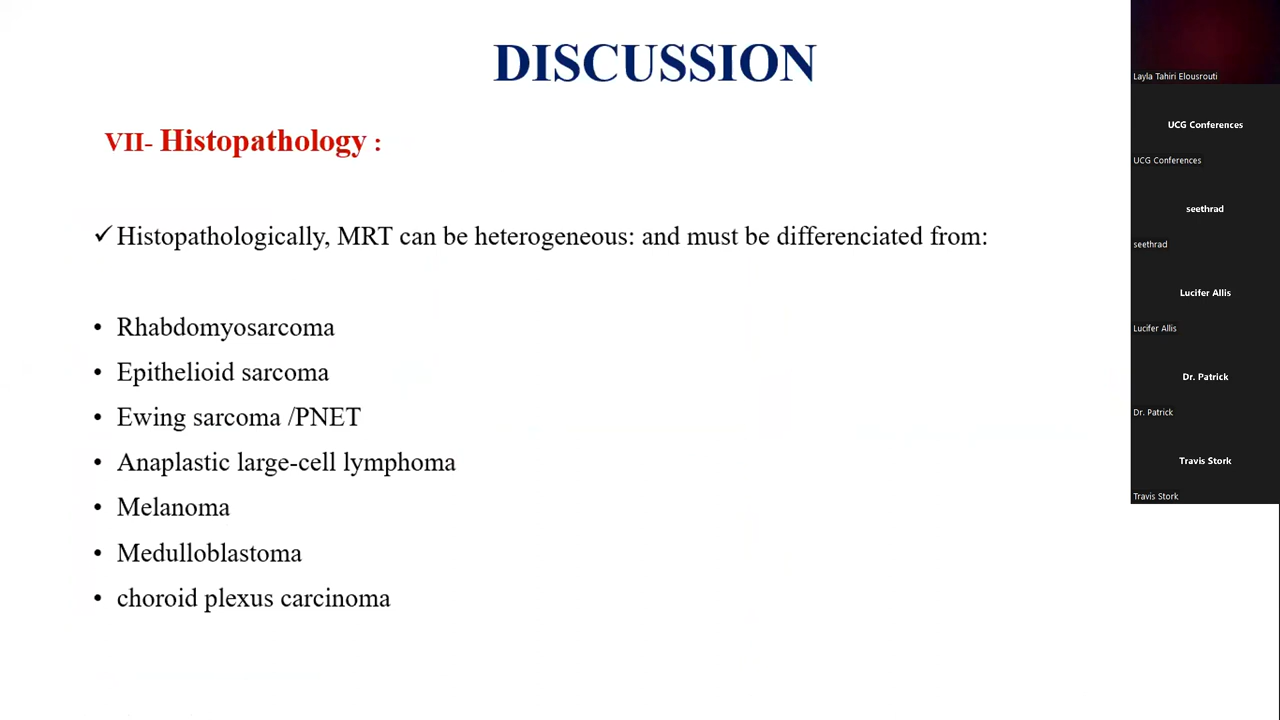 DISCUSSION
VII- Histopathology :
✓Histopathologically, MRT can be heterogeneous: and must be differenciated from:
• Rhabdomyosarcoma
• Epithelioid sarcoma
• Ewing sarcoma /PNET
• Anaplastic large-cell lymphoma
• Melanoma
• Medulloblastoma
• choroid plexus carcinoma
Layla Tahiri Elousrouti
UCG Conferences
UCG Conferences
seethrad
seethrad
Lucifer Allis
Lucifer Allis
Dr. Patrick
Dr. Patrick
Travis Stork
Travis Stork